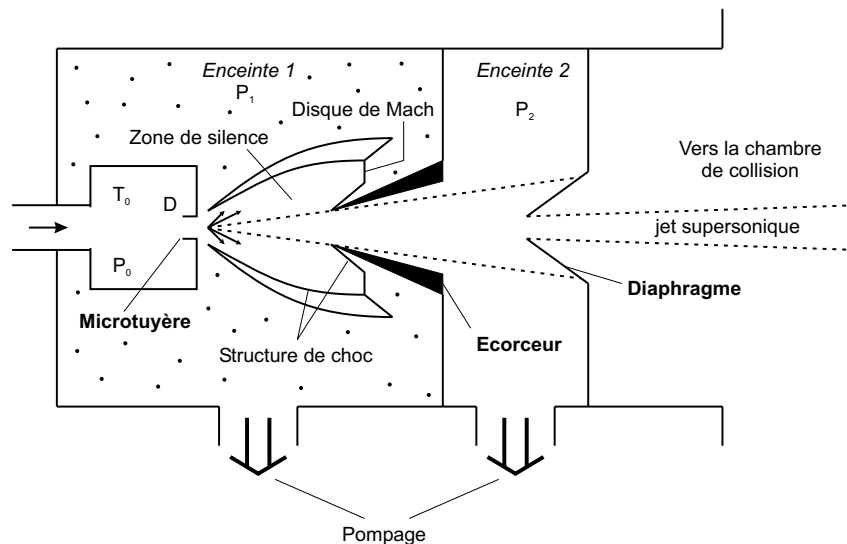 Enceinte 1
P₁
Enceinte 2
P₂
Disque de Mach
Zone de silence
Vers la chambre
de collision
T₀
D
jet supersonique
P₀
Microtuyère
Diaphragme
Structure de choc
Ecorceur
Pompage